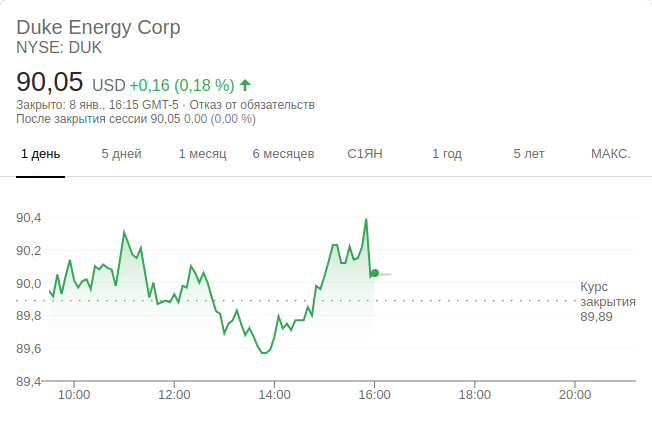 Duke Energy Corp
NYSE: DUK
90,05 USD +0,16 (0,18 %)
Закрыто: 8 янв., 16:15 GMT-5 · Отказ от обязательств
После закрытия сессии 90,05 0,00 (0,00 %)
1 день 5 дней 1 месяц 6 месяцев С1ЯН 1 год 5 лет МАКС.
90,4
90,2
90,0
89,8
89,6
89,4
Курс
закрытия
89,89
10:00 12:00 14:00 16:00 18:00 20:00